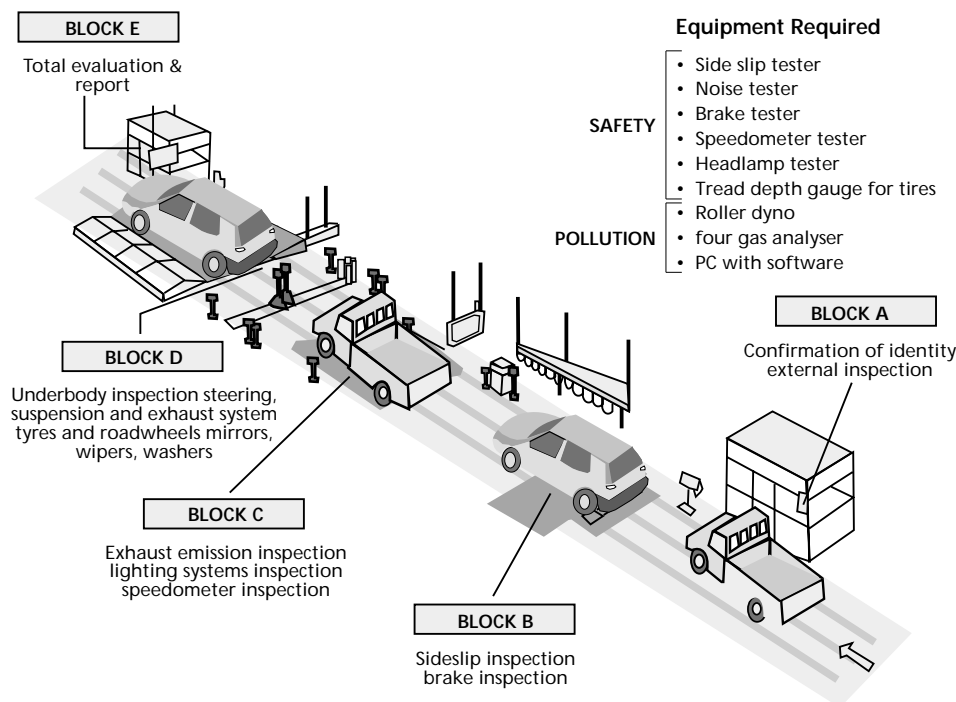 BLOCK E
Total evaluation &
report
Equipment Required
SAFETY
• Side slip tester
• Noise tester
• Brake tester
• Speedometer tester
• Headlamp tester
• Tread depth gauge for tires
POLLUTION
• Roller dyno
• four gas analyser
• PC with software
BLOCK A
Confirmation of identity
external inspection
BLOCK D
Underbody inspection steering,
suspension and exhaust system
tyres and roadwheels mirrors,
wipers, washers
BLOCK C
Exhaust emission inspection
lighting systems inspection
speedometer inspection
BLOCK B
Sideslip inspection
brake inspection